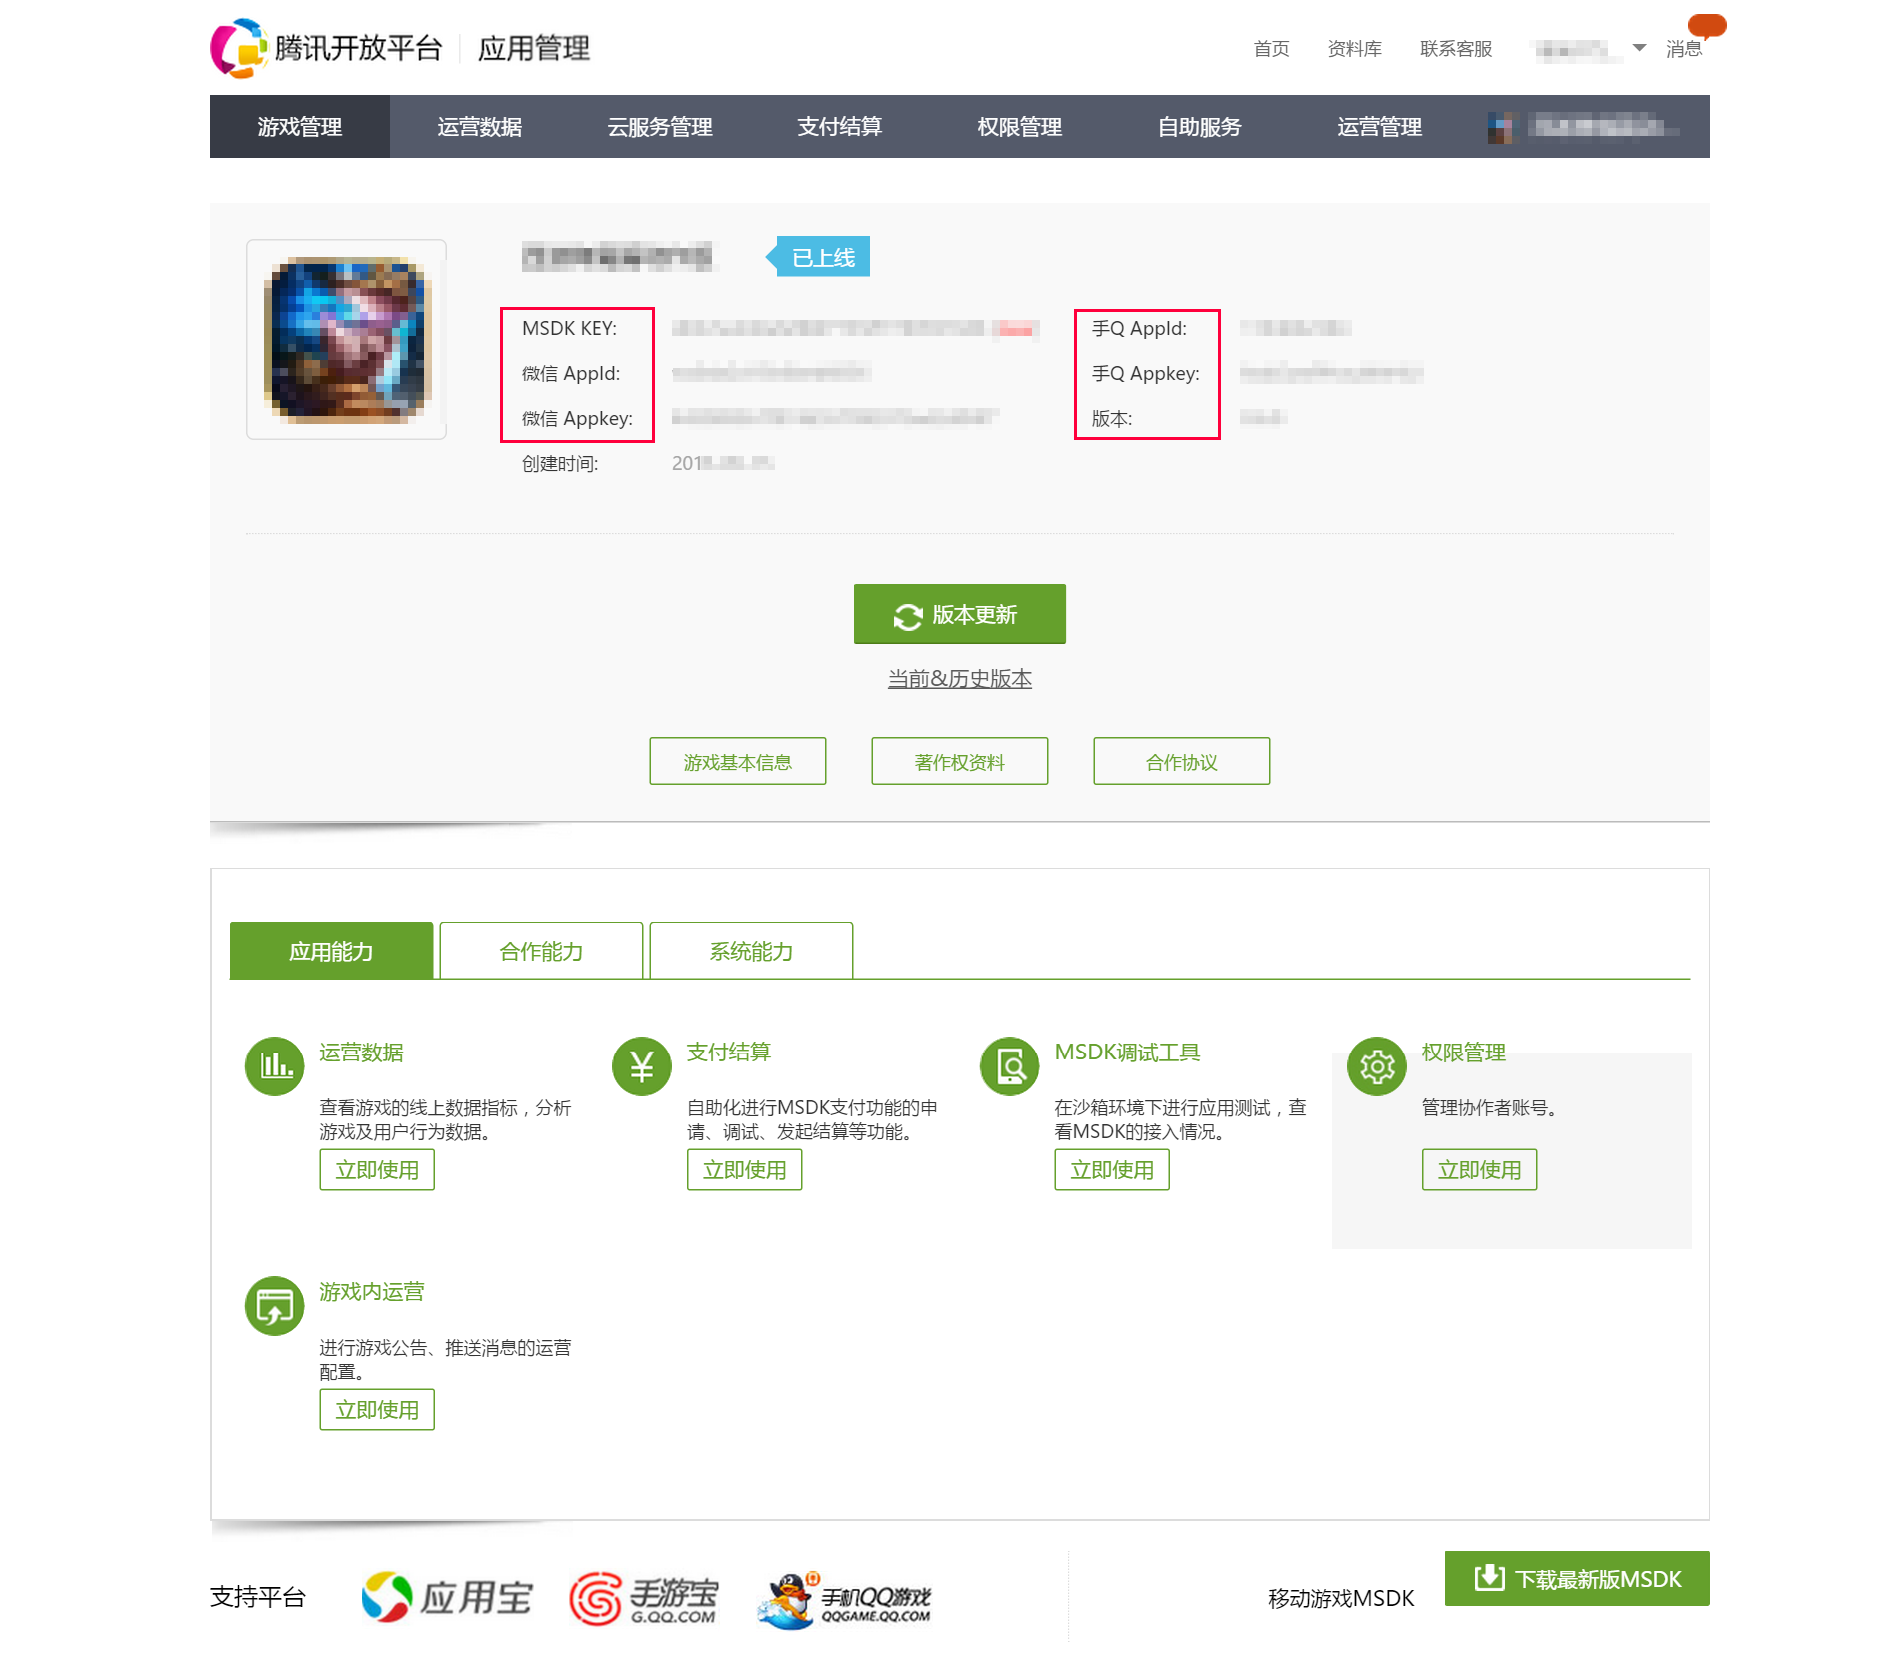 腾讯开放平台 应用管理
首页 资料库 联系客服 消息
游戏管理 运营数据 云服务管理 支付结算 权限管理 自助服务 运营管理
已上线
MSDK KEY: 手Q AppId:
微信 AppId: 手Q Appkey:
微信 Appkey: 版本:
创建时间: 201
版本更新
当前&历史版本
游戏基本信息 著作权资料 合作协议
应用能力 合作能力 系统能力
运营数据
查看游戏的线上数据指标，分析
游戏及用户行为数据。
立即使用
支付结算
自助化进行MSDK支付功能的申
请、调试、发起结算等功能。
立即使用
MSDK调试工具
在沙箱环境下进行应用测试，查
看MSDK的接入情况。
立即使用
权限管理
管理协作者账号。
立即使用
游戏内运营
进行游戏公告、推送消息的运营
配置。
立即使用
支持平台
应用宝
手游宝
G.QQ.COM
手机QQ游戏
QQGAME.QQ.COM
移动游戏MSDK
下载最新版MSDK